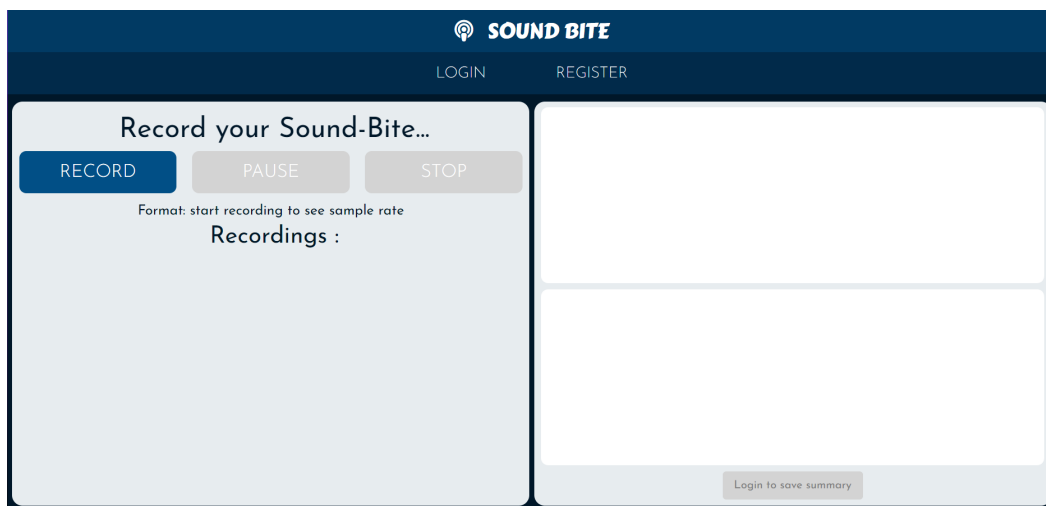 SOUND BITE
LOGIN REGISTER
Record your Sound-Bite...
RECORD PAUSE STOP
Format: start recording to see sample rate
Recordings :
Login to save summary